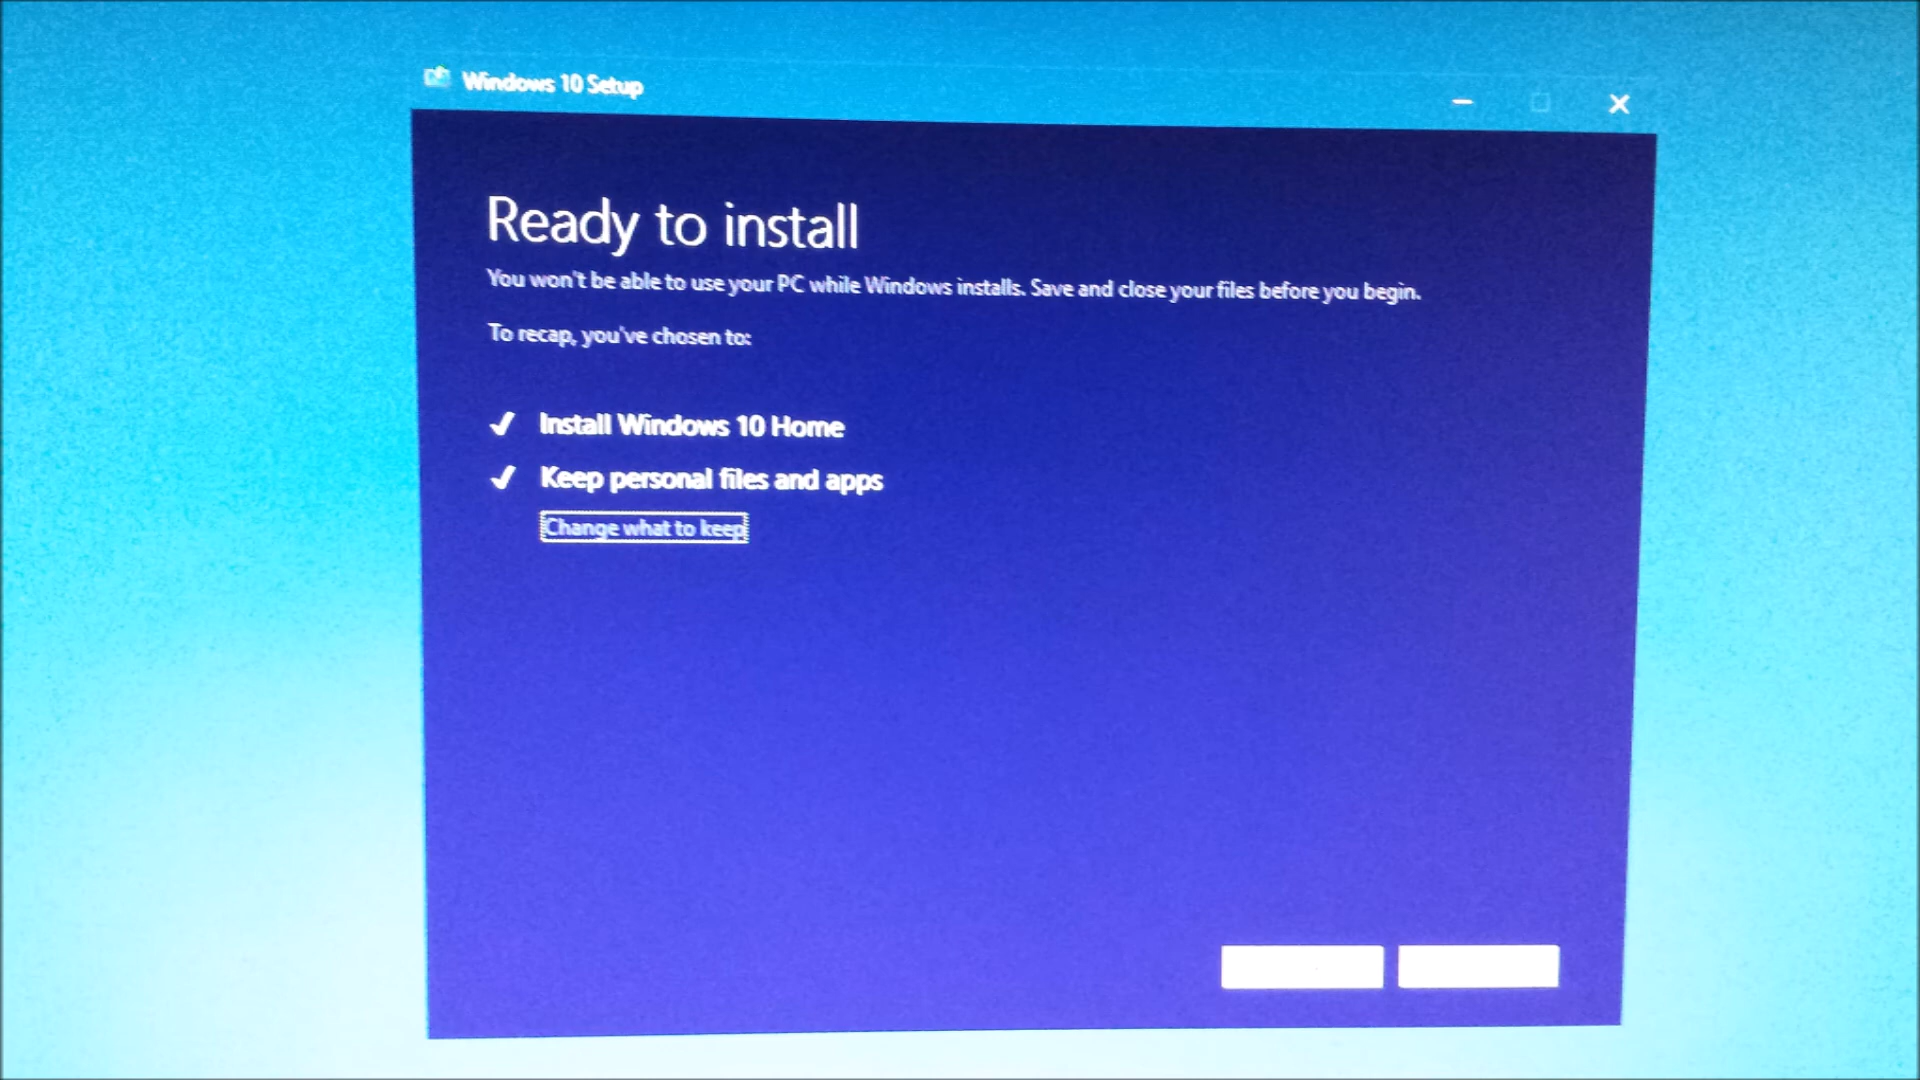 Windows 10 Setup
Ready to install
You won't be able to use your PC while Windows installs. Save and close your files before you begin.
To recap, you've chosen to:
Install Windows 10 Home
Keep personal files and apps
Change what to keep